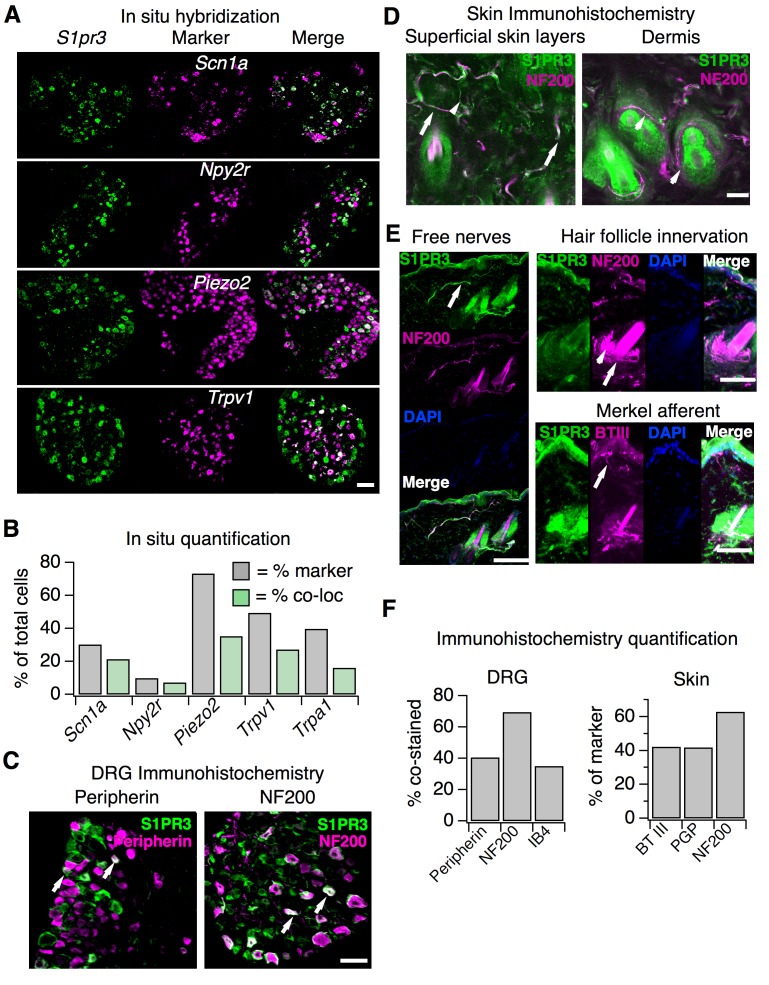 A
In situ hybridization
S1pr3 Marker Merge
Scn1a
Npy2r
Piezo2
Trpv1
B
In situ quantification
% of total cells
80
60
40
20
0
= % marker
= % co-loc
Scn1a
Npy2r
Piezo2
Trpv1
Trpa1
C
DRG Immunohistochemistry
Peripherin NF200
S1PR3
Peripherin
S1PR3
NF200
D
Skin Immunohistochemistry
Superficial skin layers Dermis
S1PR3
NF200
S1PR3
NF200
E
Free nerves
S1PR3
NF200
DAPI
Merge
Hair follicle innervation
S1PR3 NF200 DAPI Merge
Merkel afferent
S1PR3 BTIII DAPI Merge
F
Immunohistochemistry quantification
DRG
% co-stained
80
60
40
20
0
Peripherin
NF200
IB4
Skin
% of marker
60
40
20
0
BT III
PGP
NF200